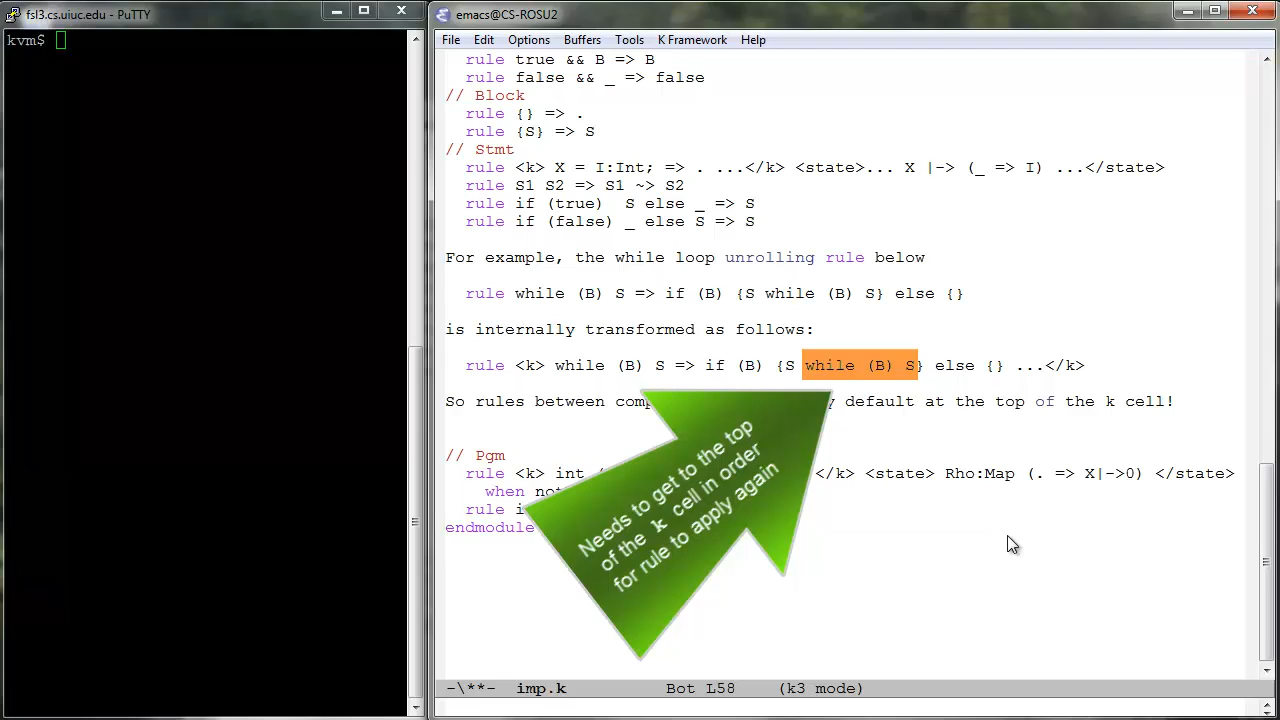 fsl3.cs.uiuc.edu - PuTTY
kvm$
emacs@CS-ROSU2
File Edit Options Buffers Tools K Framework Help
rule true && B => B
rule false && _ => false
// Block
rule {} => .
rule {S} => S
// Stmt
rule <k> X = I:Int; => . ...</k> <state>... X |-> (_ => I) ...</state>
rule S1 S2 => S1 ~> S2
rule if (true)  S else _ => S
rule if (false) _ else S => S
For example, the while loop unrolling rule below
rule while (B) S => if (B) {S while (B) S} else {}
is internally transformed as follows:
rule <k> while (B) S => if (B) {S while (B) S} else {} ...</k>
So rules between default at the top of the k cell!
// Pgm
rule <k> int </k> <state> Rho:Map (. => X|->0) </state>
when
rule
endmodule
Needs to get to the top
of the k cell in order
for rule to apply again
-\**-  imp.k  Bot L58  (k3 mode)